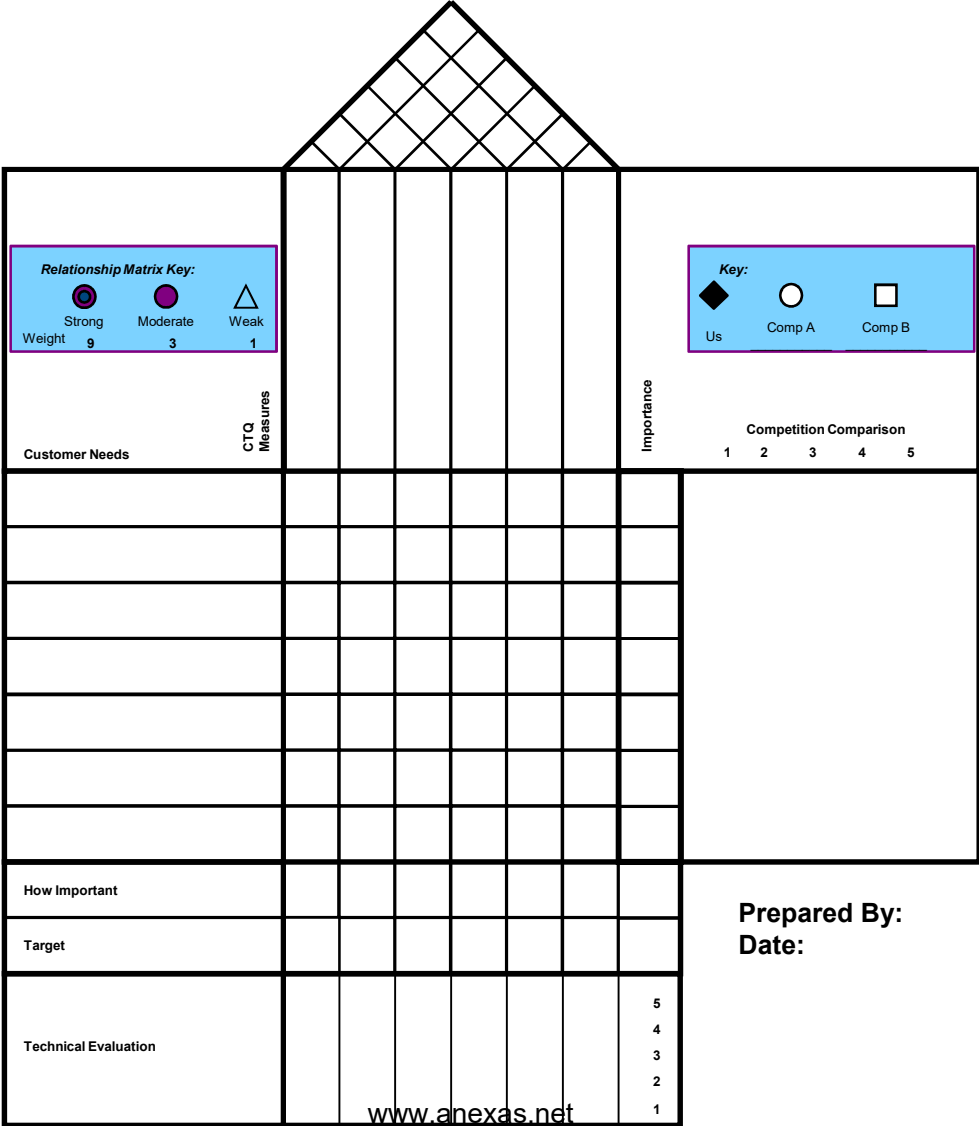 Relationship Matrix Key:
Strong Moderate Weak
Weight 9 3 1
Key:
Us Comp A Comp B
Customer Needs
CTQ
Measures
Importance
Competition Comparison
1 2 3 4 5
How Important
Target
Prepared By:
Date:
Technical Evaluation
5
4
3
2
1
www.anexas.net